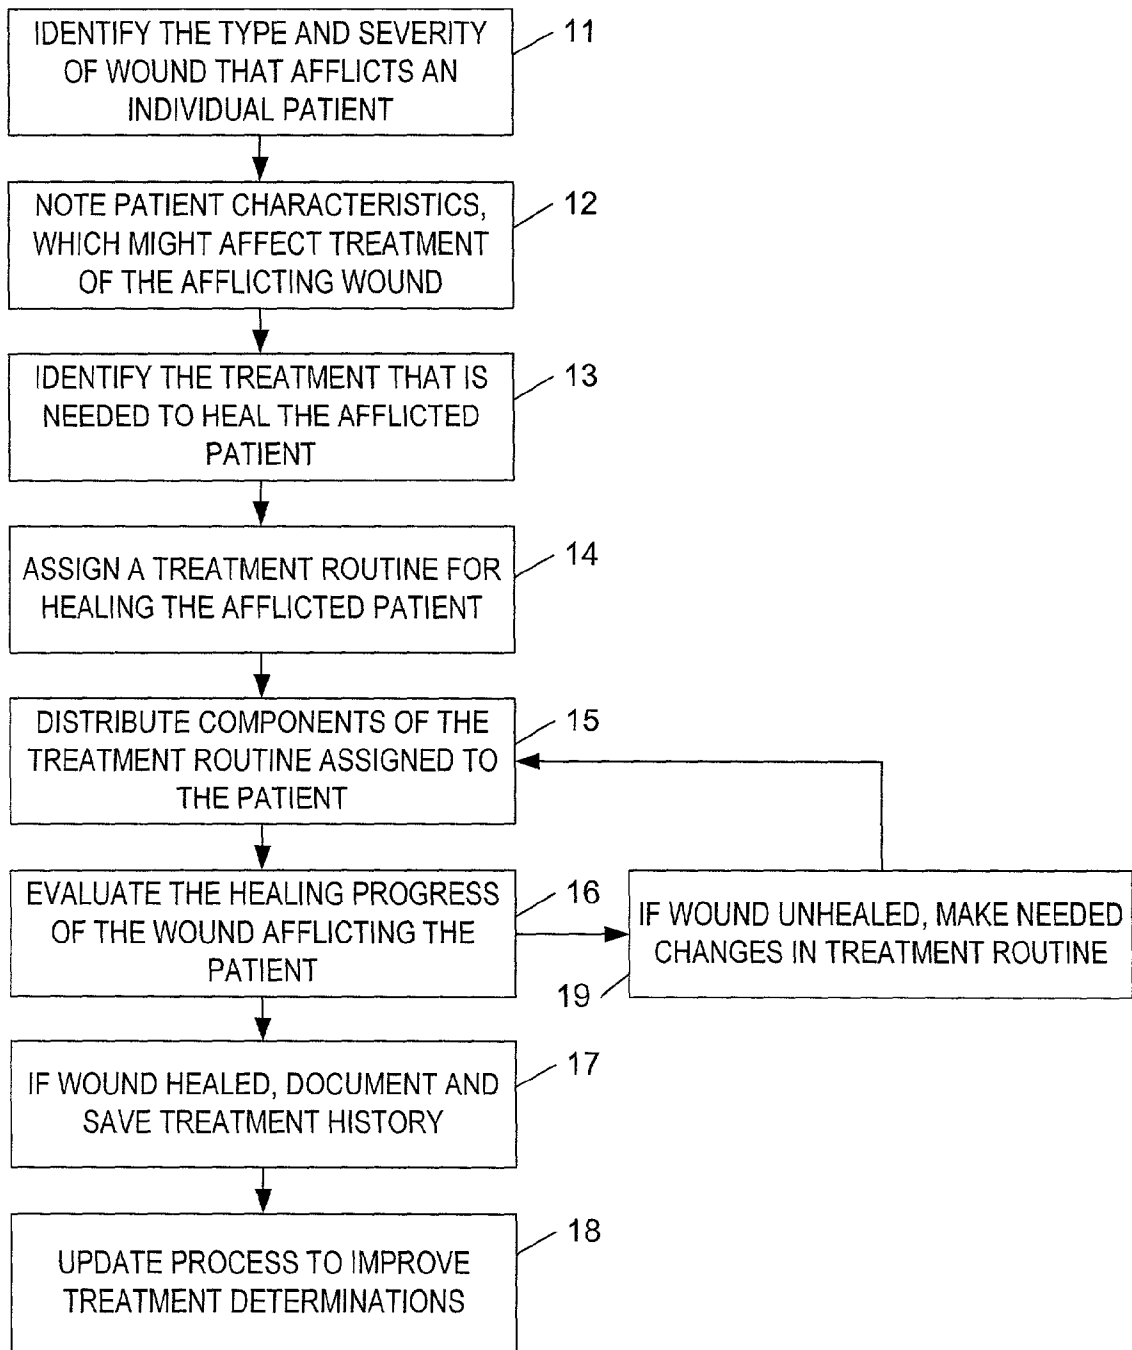 IDENTIFY THE TYPE AND SEVERITY
OF WOUND THAT AFFLICTS AN
INDIVIDUAL PATIENT
11
NOTE PATIENT CHARACTERISTICS,
WHICH MIGHT AFFECT TREATMENT
OF THE AFFLICTING WOUND
12
IDENTIFY THE TREATMENT THAT IS
NEEDED TO HEAL THE AFFLICTED
PATIENT
13
ASSIGN A TREATMENT ROUTINE FOR
HEALING THE AFFLICTED PATIENT
14
DISTRIBUTE COMPONENTS OF THE
TREATMENT ROUTINE ASSIGNED TO
THE PATIENT
15
EVALUATE THE HEALING PROGRESS
OF THE WOUND AFFLICTING THE
PATIENT
16
IF WOUND UNHEALED, MAKE NEEDED
CHANGES IN TREATMENT ROUTINE
19
IF WOUND HEALED, DOCUMENT AND
SAVE TREATMENT HISTORY
17
UPDATE PROCESS TO IMPROVE
TREATMENT DETERMINATIONS
18